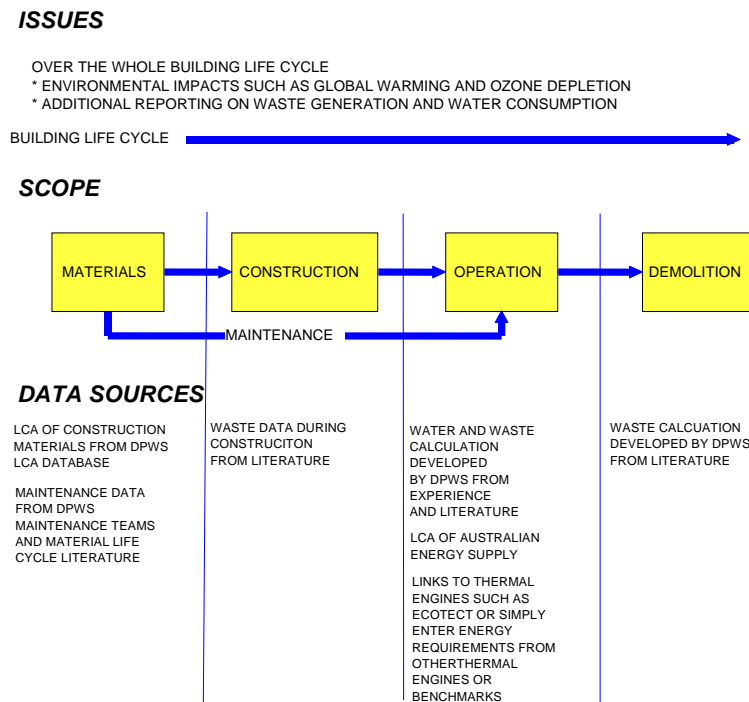 ISSUES
OVER THE WHOLE BUILDING LIFE CYCLE
* ENVIRONMENTAL IMPACTS SUCH AS GLOBAL WARMING AND OZONE DEPLETION
* ADDITIONAL REPORTING ON WASTE GENERATION AND WATER CONSUMPTION
BUILDING LIFE CYCLE
SCOPE
MATERIALS
CONSTRUCTION
OPERATION
DEMOLITION
MAINTENANCE
DATA SOURCES
LCA OF CONSTRUCTION
MATERIALS FROM DPWS
LCA DATABASE
MAINTENANCE DATA
FROM DPWS
MAINTENANCE TEAMS
AND MATERIAL LIFE
CYCLE LITERATURE
WASTE DATA DURING
CONSTRUCITON
FROM LITERATURE
WATER AND WASTE
CALCULATION
DEVELOPED
BY DPWS FROM
EXPERIENCE
AND LITERATURE
LCA OF AUSTRALIAN
ENERGY SUPPLY
LINKS TO THERMAL
ENGINES SUCH AS
ECOTECT OR SIMPLY
ENTER ENERGY
REQUIREMENTS FROM
OTHERTHERMAL
ENGINES OR
BENCHMARKS
WASTE CALCUATION
DEVELOPED BY DPWS
FROM LITERATURE